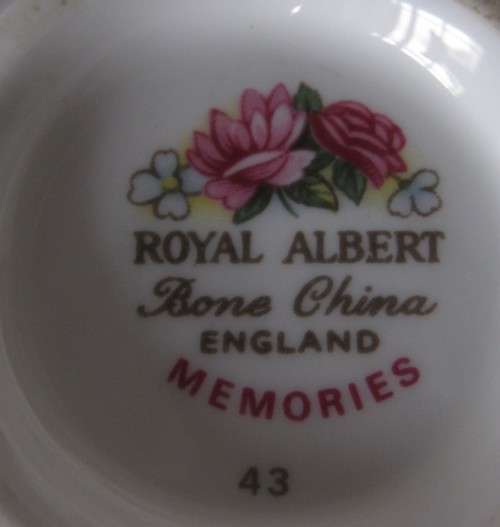 ROYAL ALBERT
Bone China
ENGLAND
MEMORIES
43